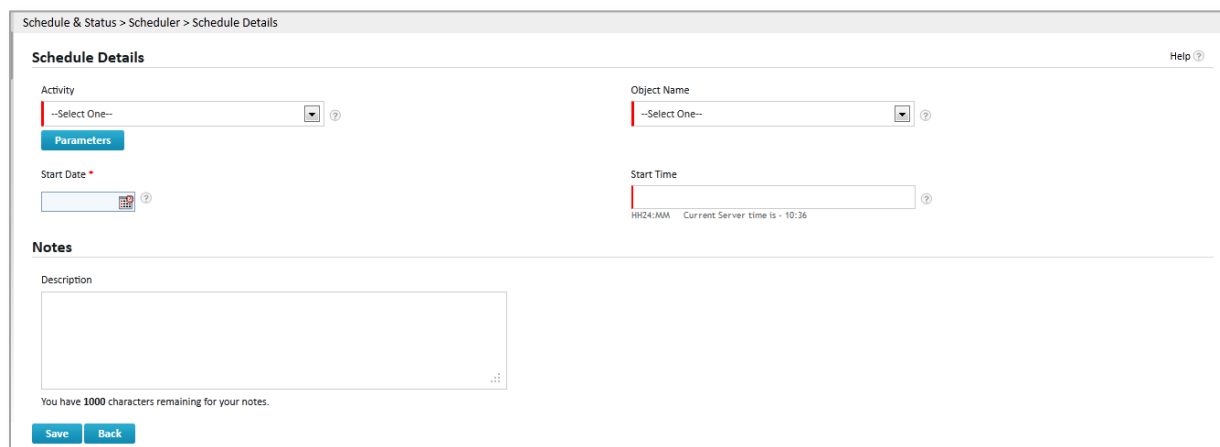 Schedule & Status > Scheduler > Schedule Details
Schedule Details
Help ?
Activity
Object Name
--Select One--
?
--Select One--
?
Parameters
Start Date *
Start Time
?
?
HH24:MM Current Server time is - 10:36
Notes
Description
You have 1000 characters remaining for your notes.
Save
Back